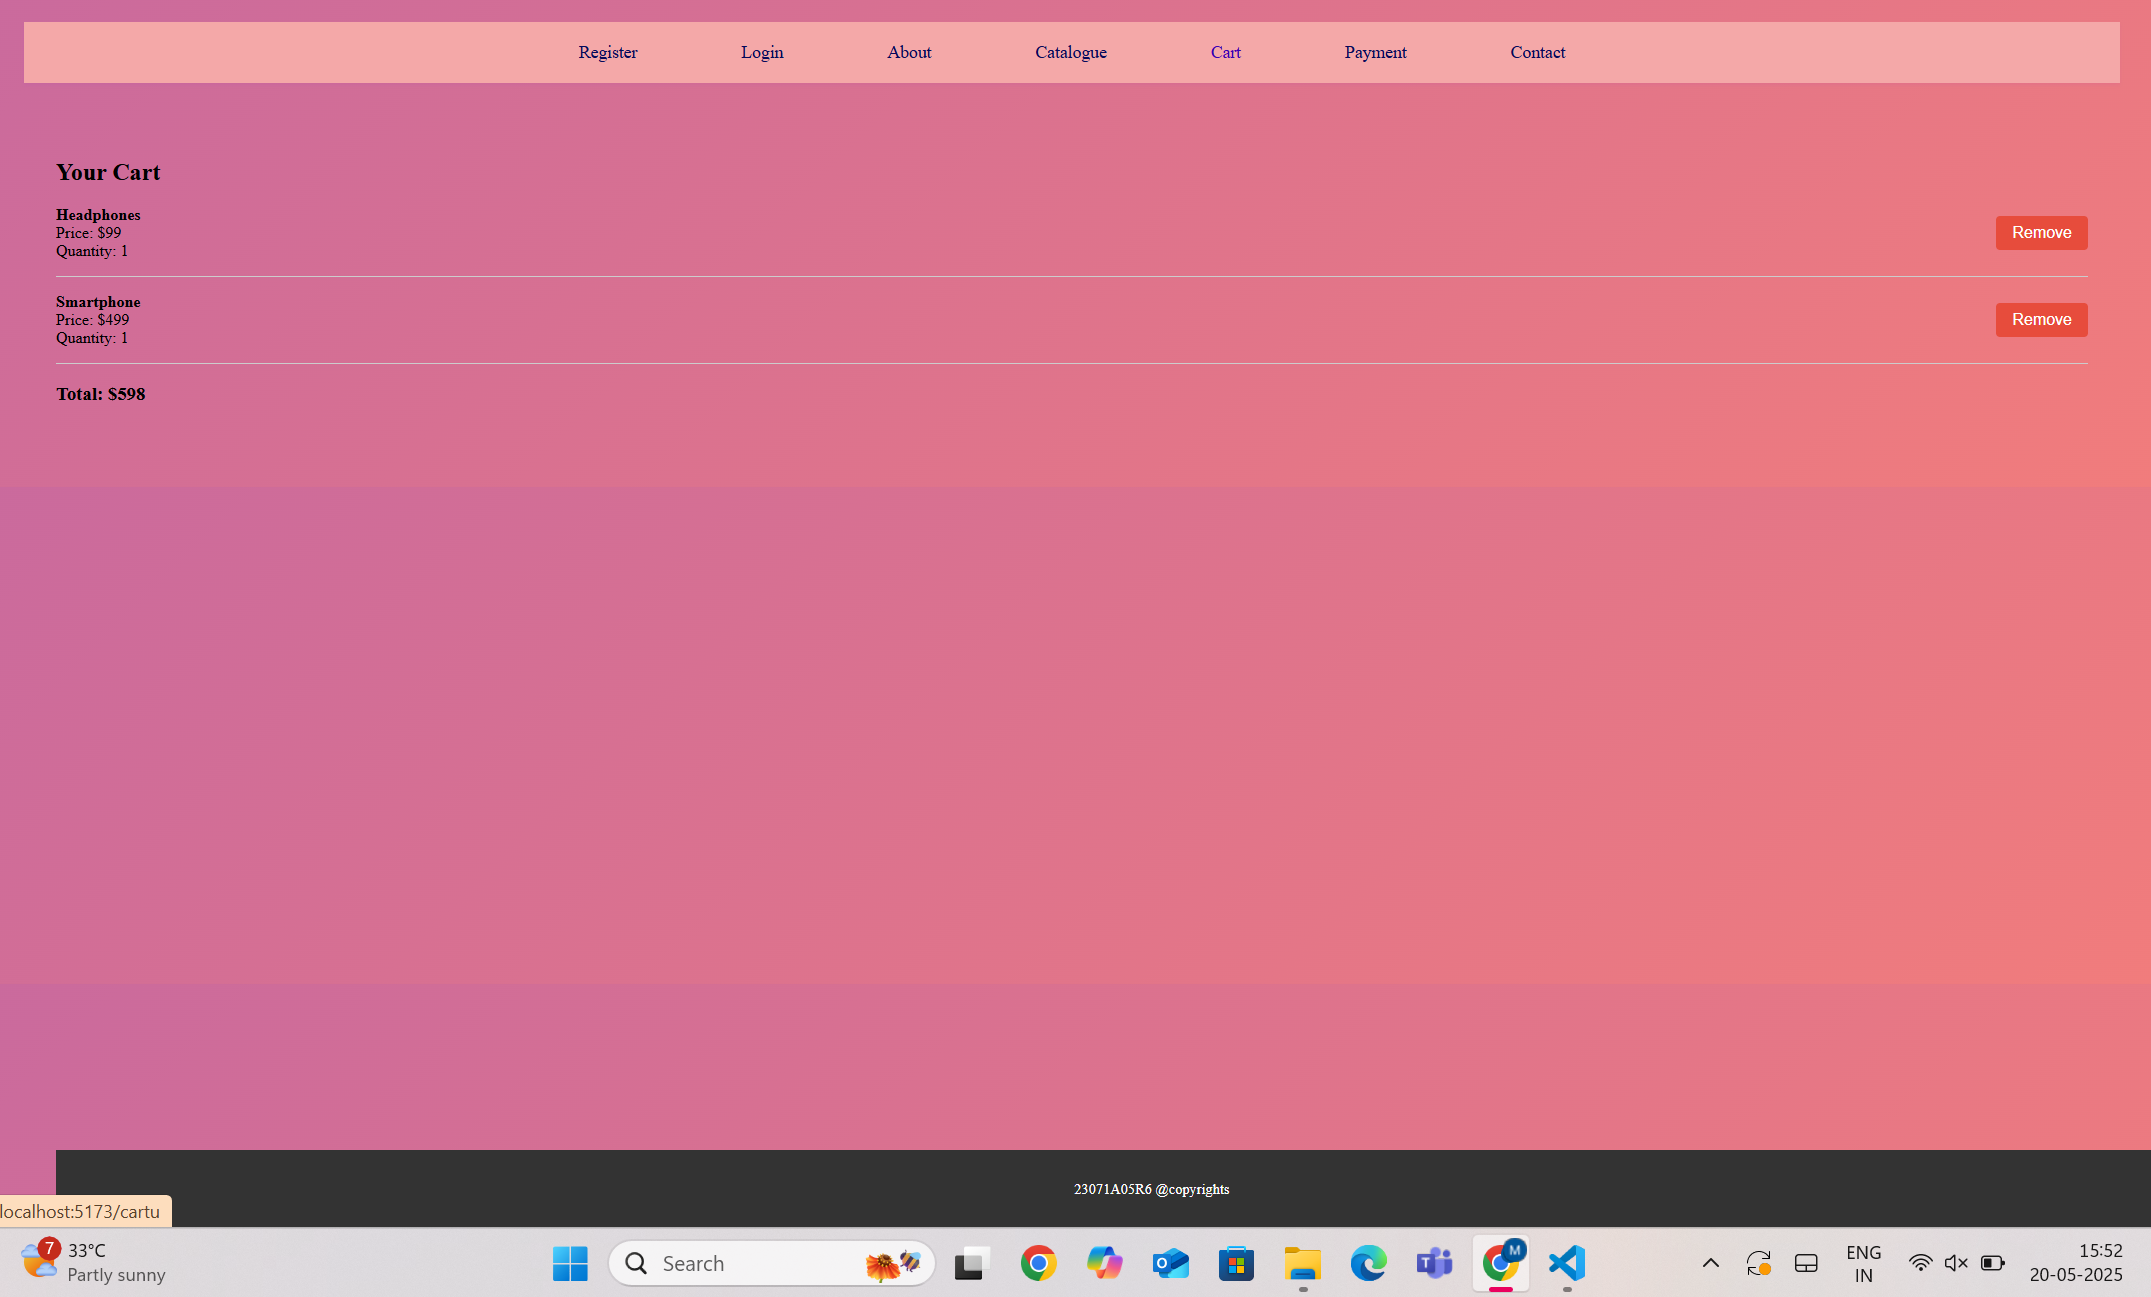 Register Login About Catalogue Cart Payment Contact
Your Cart
Headphones
Price: $99
Quantity: 1
Remove
Smartphone
Price: $499
Quantity: 1
Remove
Total: $598
23071A05R6 @copyrights
localhost:5173/cartu
7
33°C
Partly sunny
Search
M
ENG
IN
15:52
20-05-2025